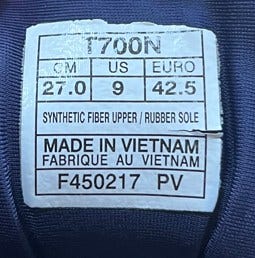 T700N
CM US EURO
27.0 9 42.5
SYNTHETIC FIBER UPPER / RUBBER SOLE
MADE IN VIETNAM
FABRIQUE AU VIETNAM
F450217 PV